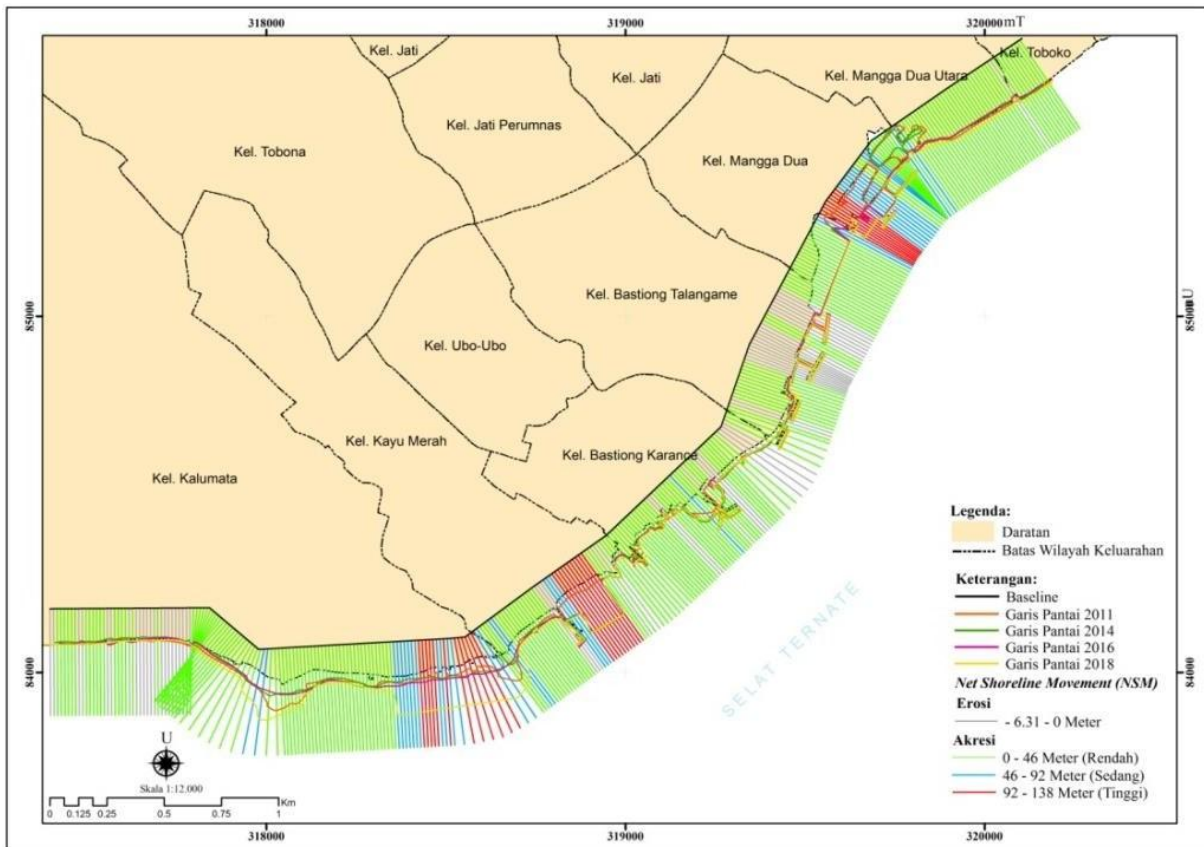 318000
319000
320000 mT
Kel. Jati
Kel. Jati
Kel. Toboko
Kel. Mangga Dua Utara
Kel. Jati Perumnas
Kel. Tobona
Kel. Mangga Dua
Kel. Bastiong Talangame
85000
85000
mU
Kel. Ubo-Ubo
Kel. Kayu Merah
Kel. Bastiong Karance
Kel. Kalumata
SELAT TERNATE
84000
84000
Legenda:
Daratan
Batas Wilayah Keluarahan
Keterangan:
Baseline
Garis Pantai 2011
Garis Pantai 2014
Garis Pantai 2016
Garis Pantai 2018
Net Shoreline Movement (NSM)
Erosi
- 6.31 - 0 Meter
Akresi
0 - 46 Meter (Rendah)
46 - 92 Meter (Sedang)
92 - 138 Meter (Tinggi)
U
Skala 1:12.000
Km
0 0.125 0.25 0.5 0.75 1
318000
319000
320000